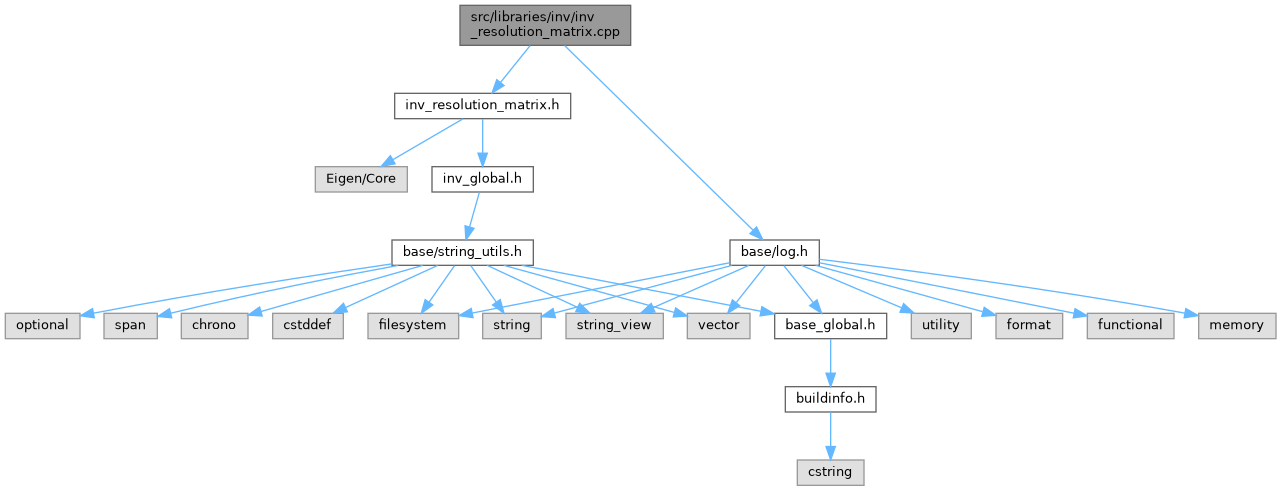 src/libraries/inv/inv
_resolution_matrix.cpp
inv_resolution_matrix.h
Eigen/Core
inv_global.h
base/string_utils.h
base/log.h
optional
span
chrono
cstddef
filesystem
string
string_view
vector
base_global.h
utility
format
functional
memory
buildinfo.h
cstring